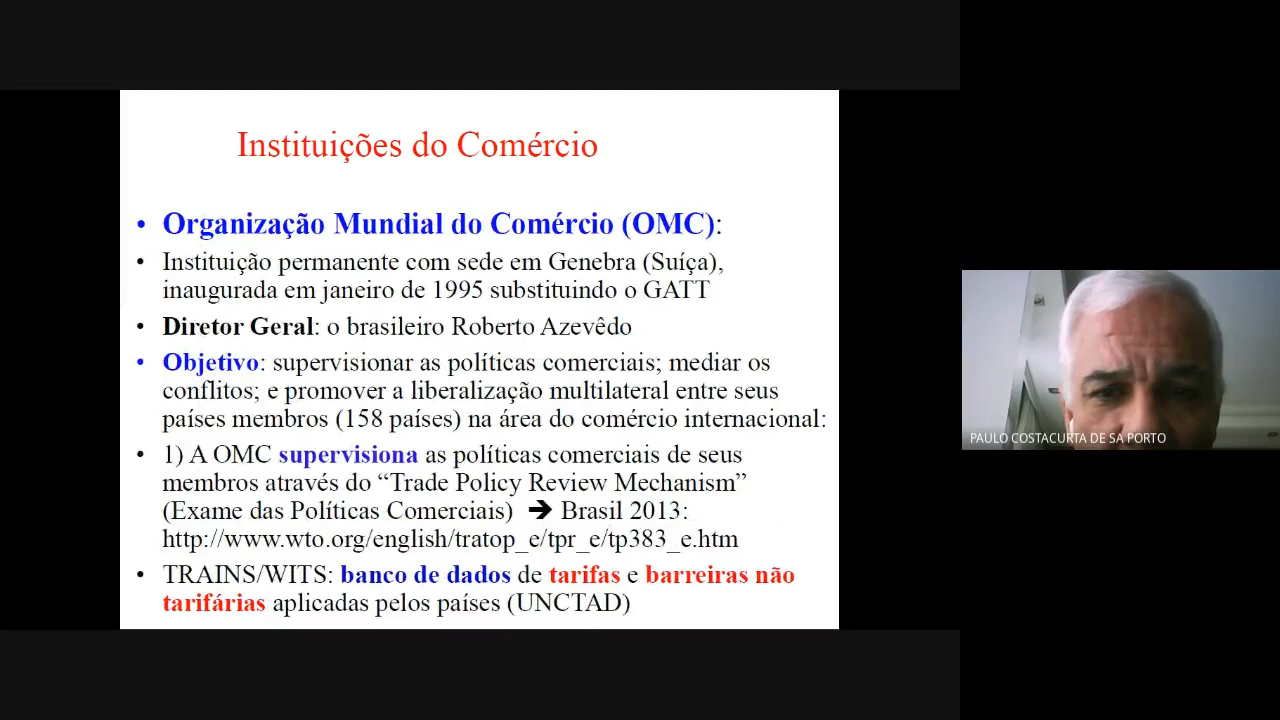 Instituições do Comércio
• Organização Mundial do Comércio (OMC):
• Instituição permanente com sede em Genebra (Suíça),
inaugurada em janeiro de 1995 substituindo o GATT
• Diretor Geral: o brasileiro Roberto Azevêdo
• Objetivo: supervisionar as políticas comerciais; mediar os
conflitos; e promover a liberalização multilateral entre seus
países membros (158 países) na área do comércio internacional:
• 1) A OMC supervisiona as políticas comerciais de seus
membros através do “Trade Policy Review Mechanism”
(Exame das Políticas Comerciais) ➔ Brasil 2013:
http://www.wto.org/english/tratop_e/tpr_e/tp383_e.htm
• TRAINS/WITS: banco de dados de tarifas e barreiras não
tarifárias aplicadas pelos países (UNCTAD)
PAULO COSTACURTA DE SA PORTO